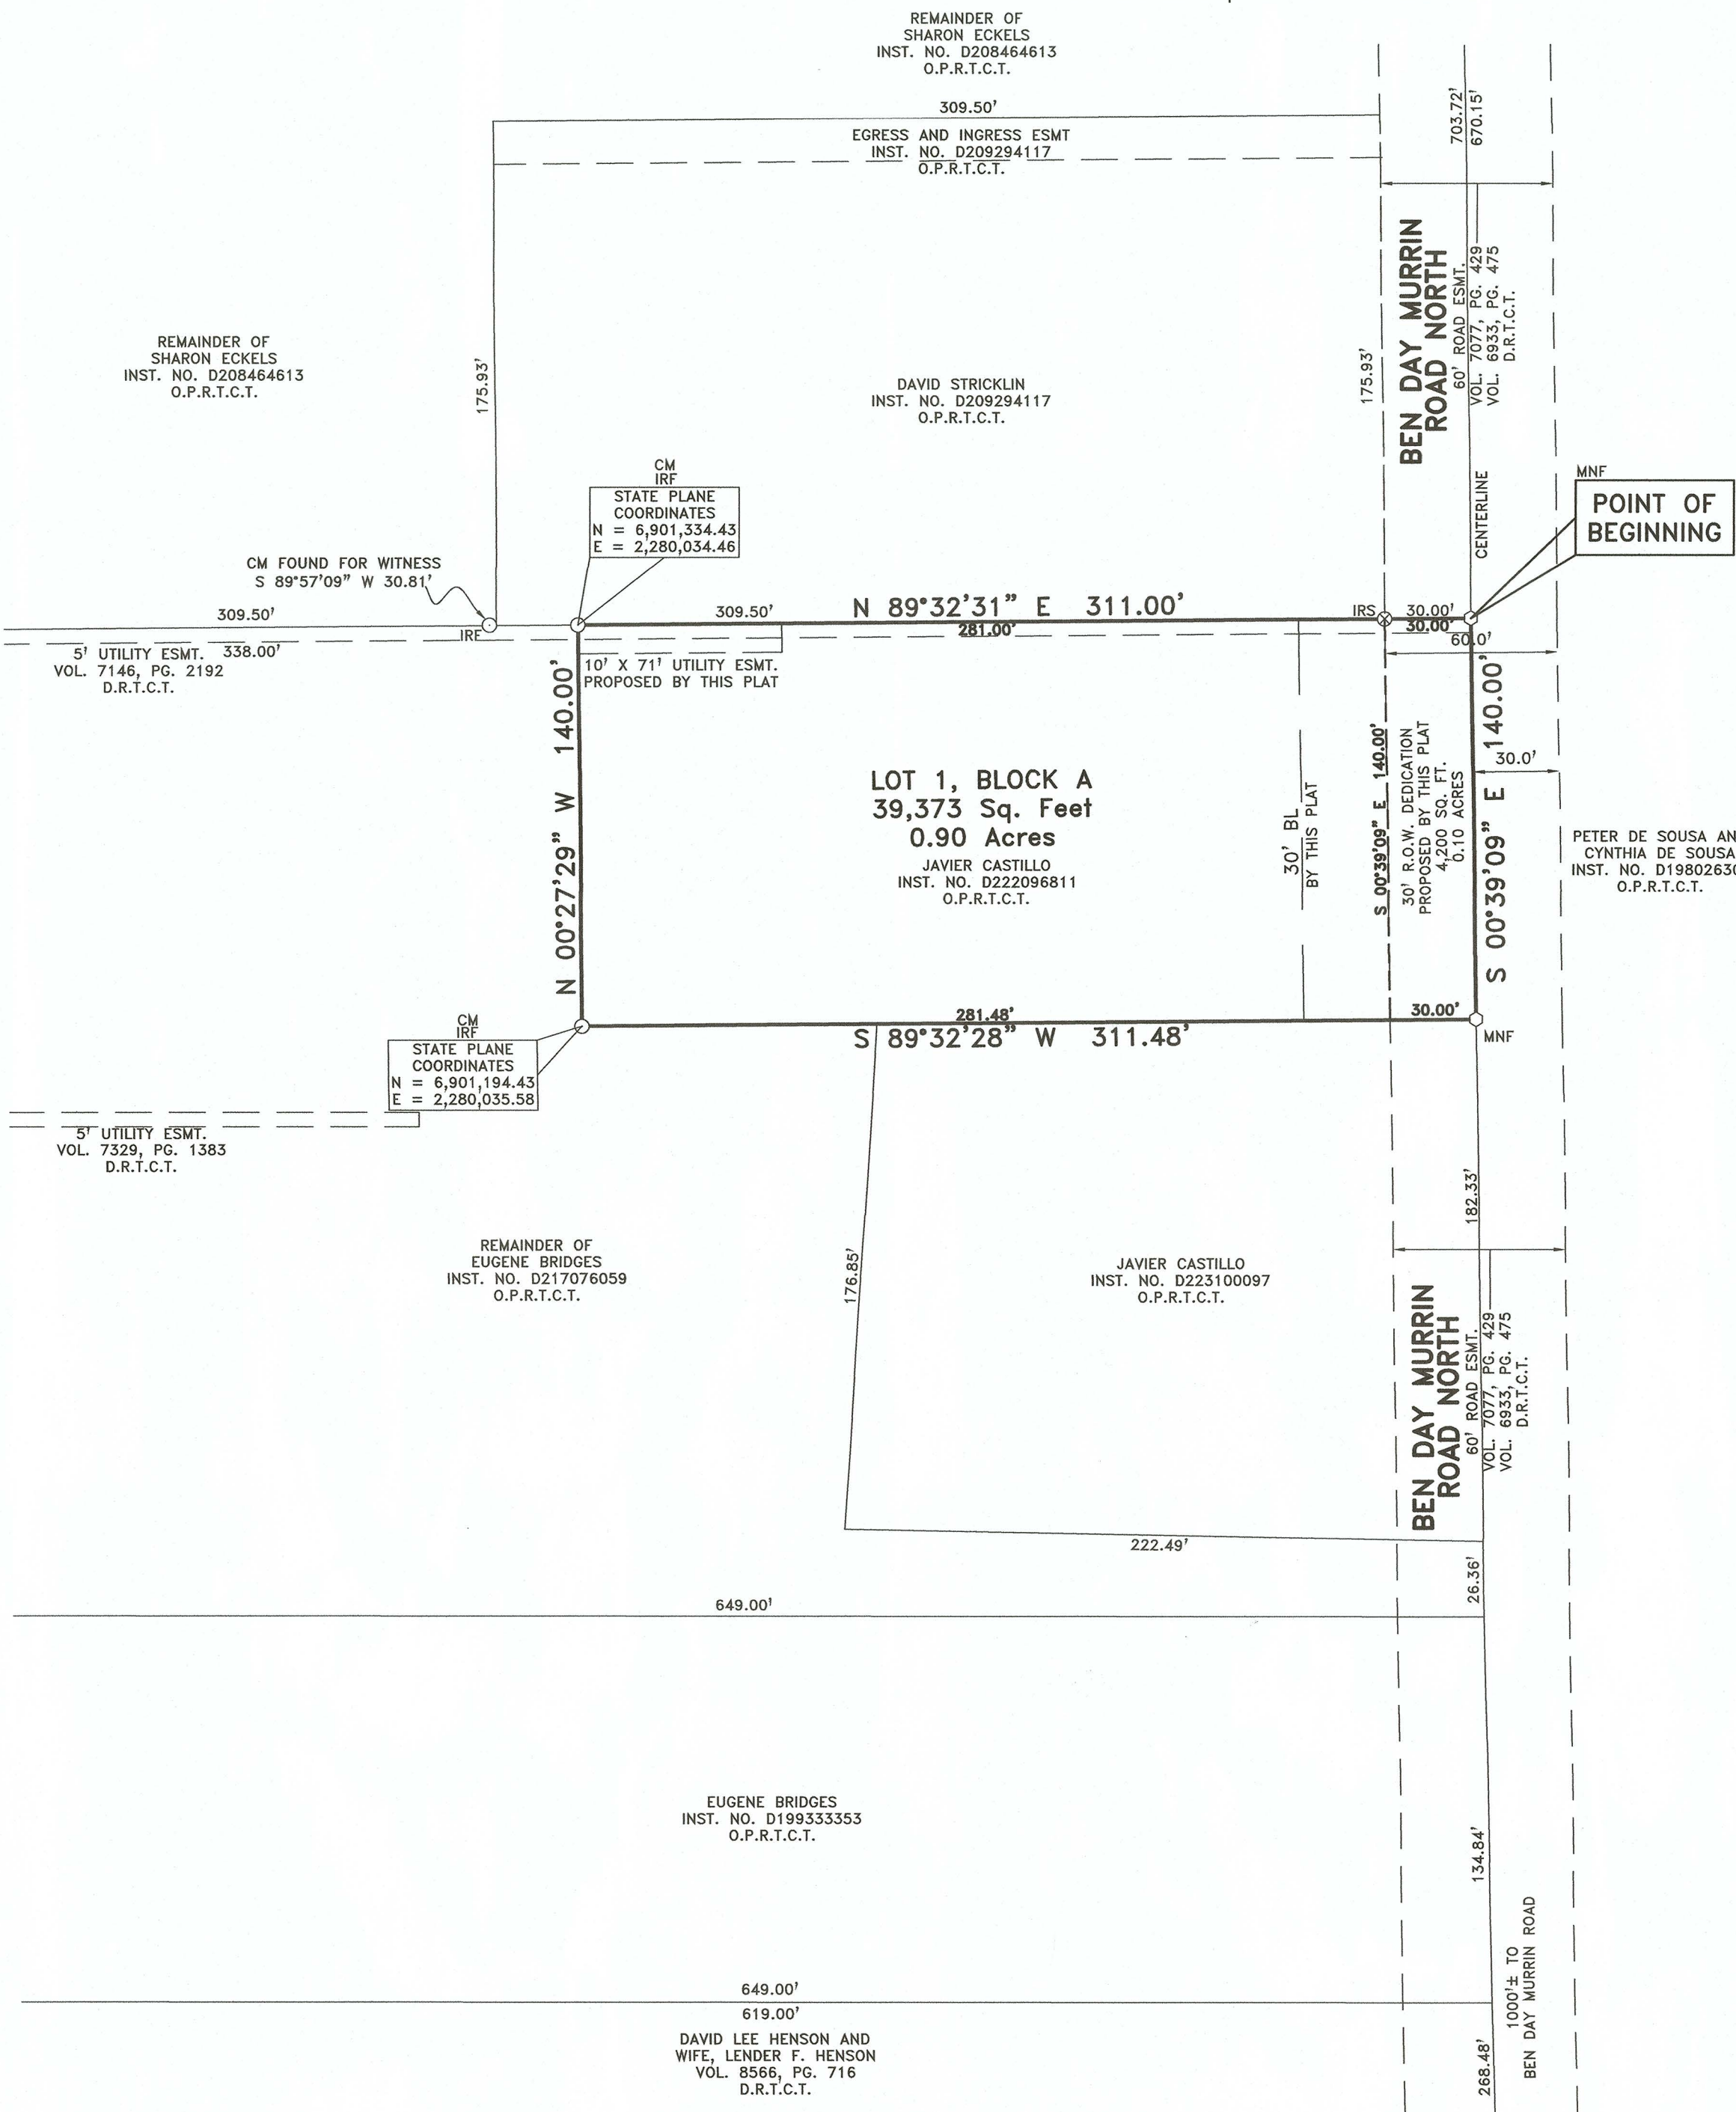 REMAINDER OF
SHARON ECKELS
INST. NO. D208464613
O.P.R.T.C.T.
309.50'
EGRESS AND INGRESS ESMT
INST. NO. D209294117
O.P.R.T.C.T.
703.72'
670.15'
REMAINDER OF
SHARON ECKELS
INST. NO. D208464613
O.P.R.T.C.T.
175.93'
DAVID STRICKLIN
INST. NO. D209294117
O.P.R.T.C.T.
175.93'
BEN DAY MURRIN
ROAD NORTH
60' ROAD ESMT.
VOL. 7077, PG. 429
VOL. 6933, PG. 475
D.R.T.C.T.
CENTERLINE
MNF
POINT OF
BEGINNING
CM
IRF
STATE PLANE
COORDINATES
N = 6,901,334.43
E = 2,280,034.46
CM FOUND FOR WITNESS
S 89°57'09" W 30.81'
309.50'
IRF
5' UTILITY ESMT. 338.00'
VOL. 7146, PG. 2192
D.R.T.C.T.
309.50'
N 89°32'31" E 311.00'
281.00'
IRS
30.00'
30.00'
60.0'
10' X 71' UTILITY ESMT.
PROPOSED BY THIS PLAT
N 00°27'29" W 140.00'
LOT 1, BLOCK A
39,373 Sq. Feet
0.90 Acres
JAVIER CASTILLO
INST. NO. D222096811
O.P.R.T.C.T.
30' BL
BY THIS PLAT
S 00°39'09" E 140.00'
30' R.O.W. DEDICATION
PROPOSED BY THIS PLAT
4,200 SQ. FT.
0.10 ACRES
S 00°39'09" E 140.00'
30.0'
PETER DE SOUSA AN
CYNTHIA DE SOUSA
INST. NO. D1980263
O.P.R.T.C.T.
281.48'
S 89°32'28" W 311.48'
30.00'
MNF
CM
IRF
STATE PLANE
COORDINATES
N = 6,901,194.43
E = 2,280,035.58
5' UTILITY ESMT.
VOL. 7329, PG. 1383
D.R.T.C.T.
182.33'
REMAINDER OF
EUGENE BRIDGES
INST. NO. D217076059
O.P.R.T.C.T.
176.85'
JAVIER CASTILLO
INST. NO. D223100097
O.P.R.T.C.T.
BEN DAY MURRIN
ROAD NORTH
60' ROAD ESMT.
VOL. 7077, PG. 429
VOL. 6933, PG. 475
D.R.T.C.T.
222.49'
26.36'
649.00'
EUGENE BRIDGES
INST. NO. D199333353
O.P.R.T.C.T.
134.84'
1000'± TO
BEN DAY MURRIN ROAD
649.00'
619.00'
DAVID LEE HENSON AND
WIFE, LENDER F. HENSON
VOL. 8566, PG. 716
D.R.T.C.T.
268.48'